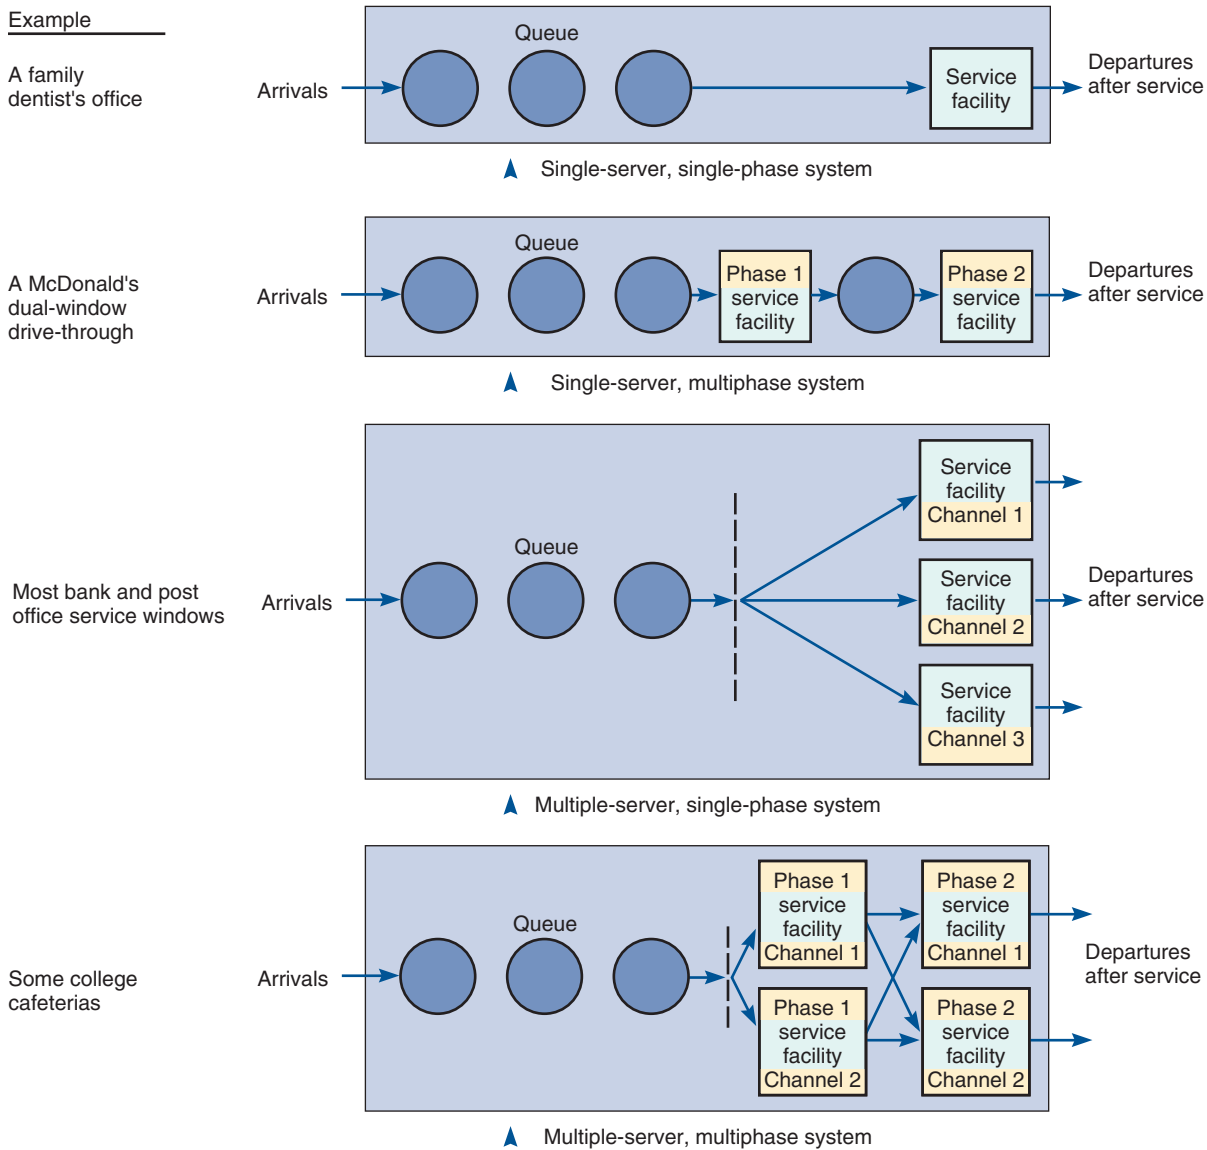 Example
A family
dentist's office
Arrivals
Queue
Service
facility
Departures
after service
Single-server, single-phase system
A McDonald's
dual-window
drive-through
Arrivals
Queue
Phase 1
service
facility
Phase 2
service
facility
Departures
after service
Single-server, multiphase system
Most bank and post
office service windows
Arrivals
Queue
Service
facility
Channel 1
Service
facility
Channel 2
Service
facility
Channel 3
Departures
after service
Multiple-server, single-phase system
Some college
cafeterias
Arrivals
Queue
Phase 1
service
facility
Channel 1
Phase 2
service
facility
Channel 1
Phase 1
service
facility
Channel 2
Phase 2
service
facility
Channel 2
Departures
after service
Multiple-server, multiphase system